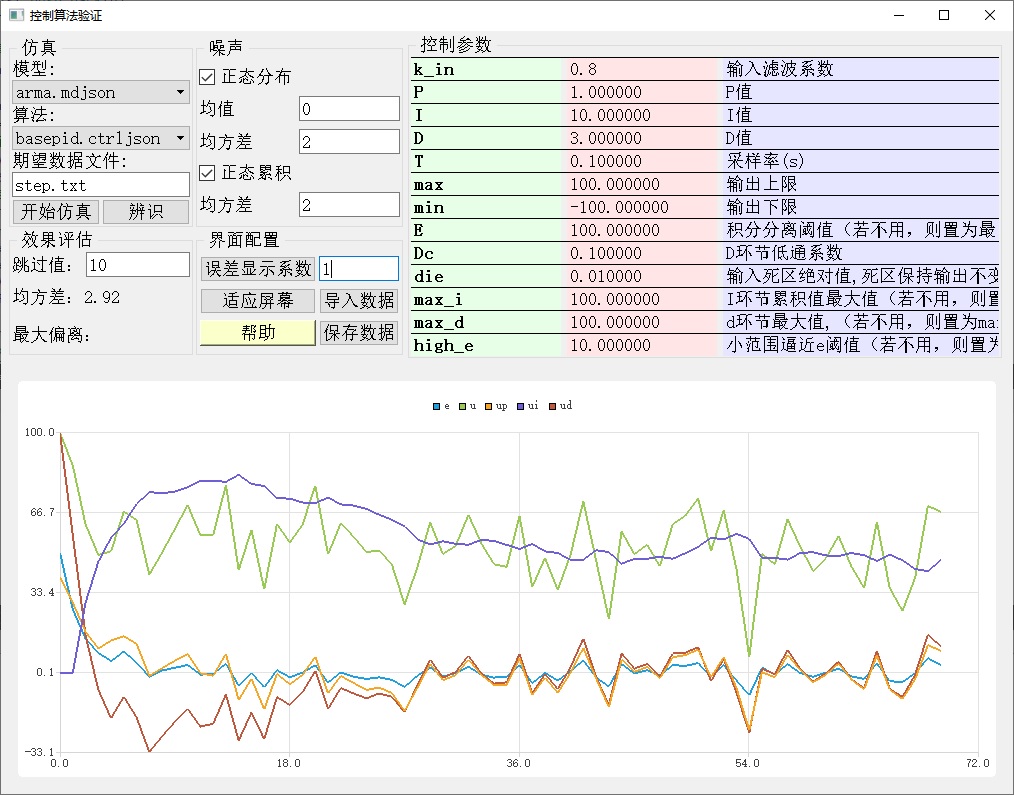 控制算法验证
仿真
模型:
arma.mdjson
算法:
basepid.ctrljson
期望数据文件:
step.txt
开始仿真 辨识
效果评估
跳过值: 10
均方差: 2.92
最大偏离:
噪声
正态分布
均值 0
均方差 2
正态累积
均方差 2
界面配置
误差显示系数 1
适应屏幕 导入数据
帮助 保存数据
控制参数
k_in 0.8 输入滤波系数
P 1.000000 P值
I 10.000000 I值
D 3.000000 D值
T 0.100000 采样率(s)
max 100.000000 输出上限
min -100.000000 输出下限
E 100.000000 积分分离阈值（若不用，则置为最
Dc 0.100000 D环节低通系数
die 0.010000 输入死区绝对值,死区保持输出不变
max_i 100.000000 I环节累积值最大值（若不用，则置
max_d 100.000000 d环节最大值,（若不用，则置为ma
high_e 10.000000 小范围逼近e阈值（若不用，则置为
e u up ui ud
100.0
66.7
33.4
0.1
-33.1
0.0 18.0 36.0 54.0 72.0